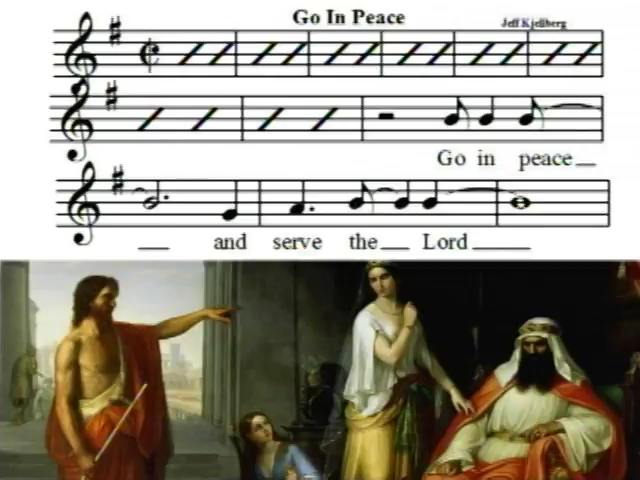 Go In Peace
Jeff Kjellberg
Go in peace
and serve the Lord